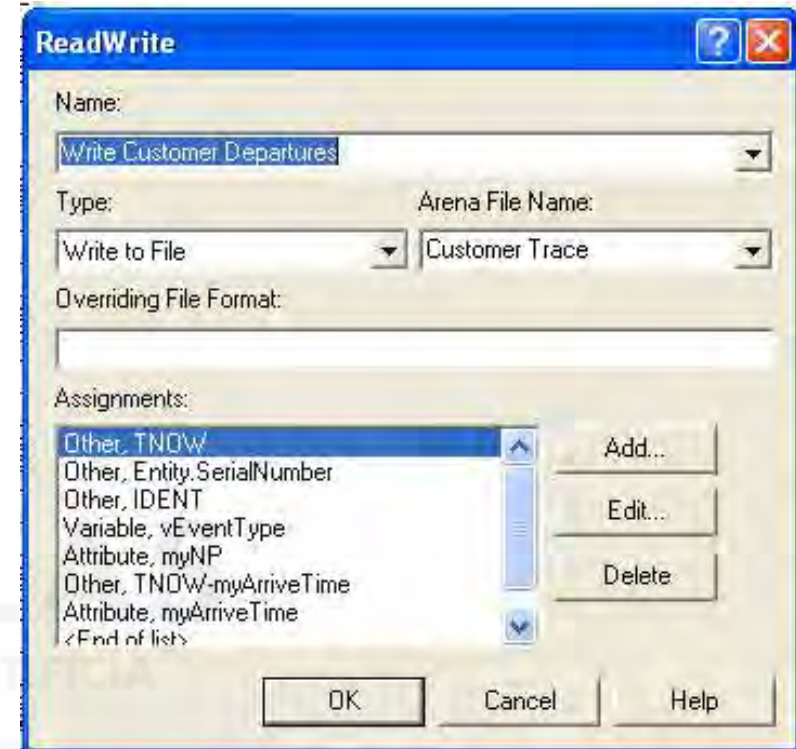 ReadWrite
Name:
Write Customer Departures
Type: Arena File Name:
Write to File Customer Trace
Overriding File Format:
Assignments:
Other, TNOW
Other, Entity.SerialNumber
Other, IDENT
Variable, vEventType
Attribute, myNP
Other, TNOW-myArriveTime
Attribute, myArriveTime
<End of list>
Add...
Edit...
Delete
OK Cancel Help